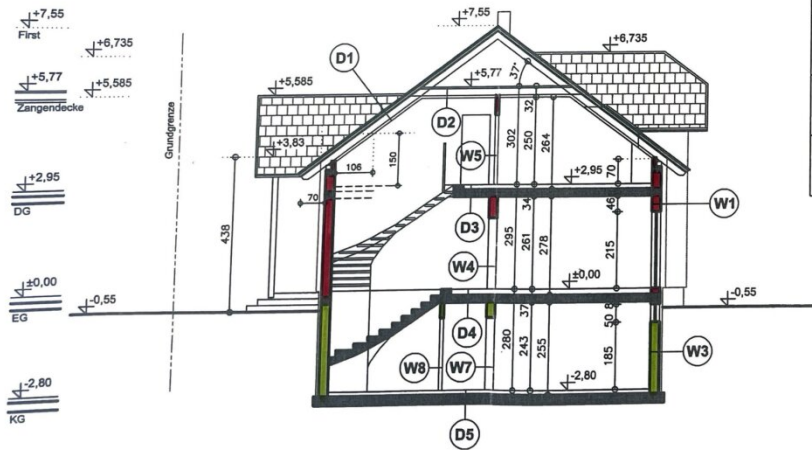 +7,55
First
+6,735
+5,77
Zangendecke
+5,585
+2,95
DG
±0,00
EG
-0,55
-2,80
KG
Grundgrenze
+7,55
+6,735
D1
37°
+5,77
+5,585
D2
32
+3,83
150
302
250
264
W5
106
+2,95
70
70
D3
34
46
W1
438
295
261
278
215
W4
±0,00
-0,55
D4
37
50
8
280
243
255
185
W3
W8
W7
-2,80
D5